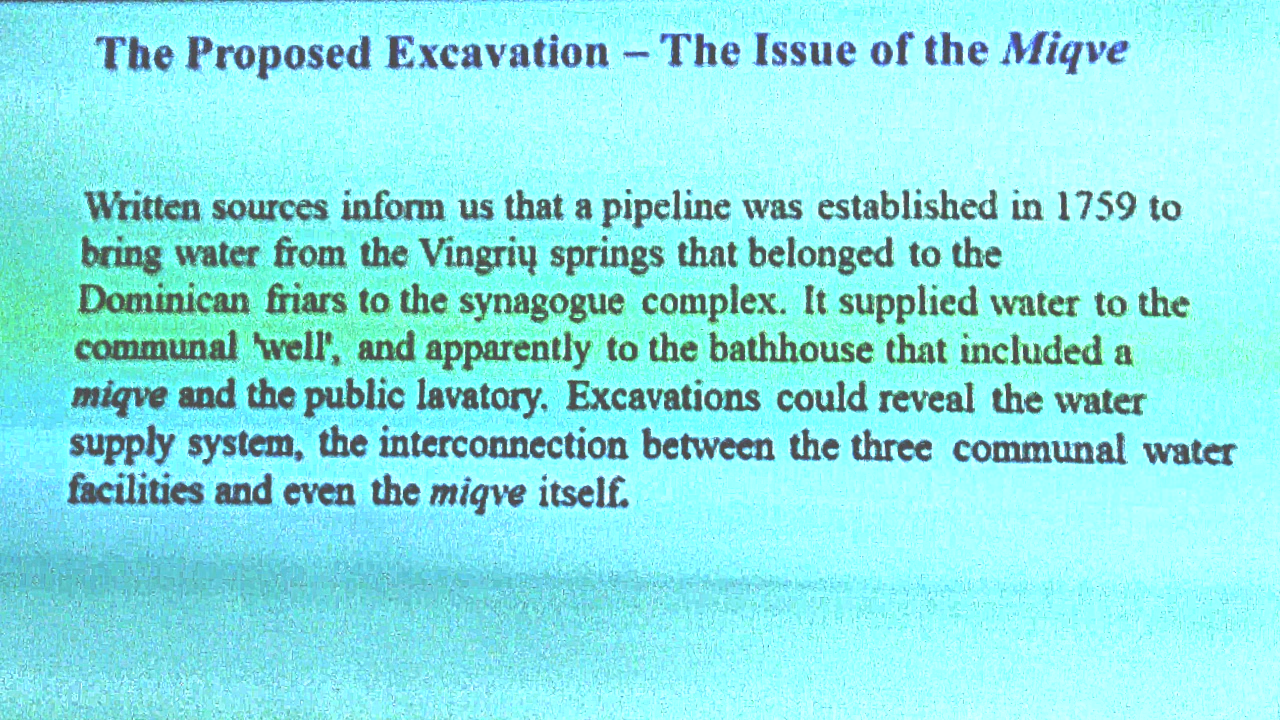 The Proposed Excavation – The Issue of the Miqve
Written sources inform us that a pipeline was established in 1759 to
bring water from the Vingrių springs that belonged to the
Dominican friars to the synagogue complex. It supplied water to the
communal 'well', and apparently to the bathhouse that included a
miqve and the public lavatory. Excavations could reveal the water
supply system, the interconnection between the three communal water
facilities and even the miqve itself.